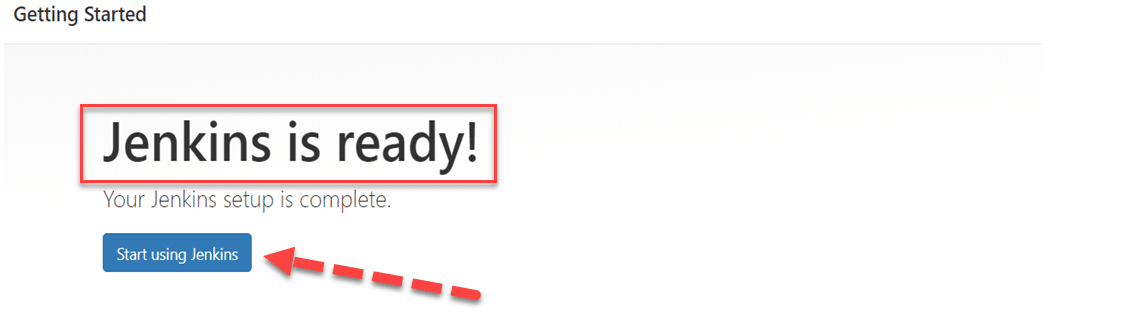 Getting Started
Jenkins is ready!
Your Jenkins setup is complete.
Start using Jenkins